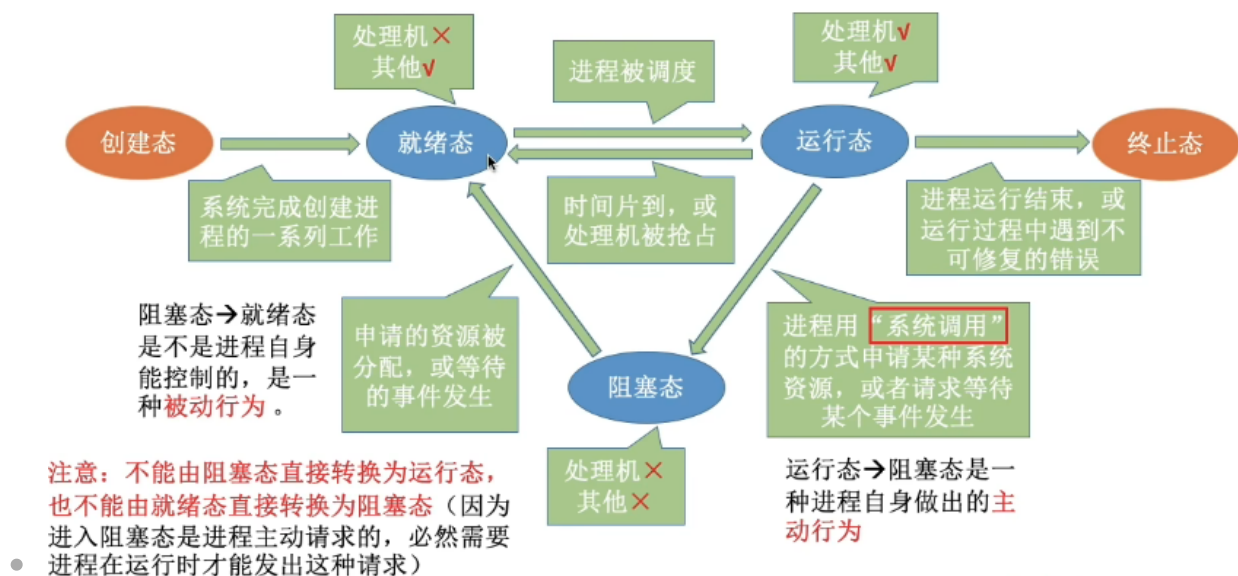 处理机×
其他√
进程被调度
处理机√
其他√
创建态
就绪态
运行态
终止态
系统完成创建进
程的一系列工作
时间片到，或
处理机被抢占
进程运行结束，或
运行过程中遇到不
可修复的错误
阻塞态→就绪态
是不是进程自身
能控制的，是一
种被动行为。
申请的资源被
分配，或等待
的事件发生
进程用“系统调用”
的方式申请某种系统
资源，或者请求等待
某个事件发生
阻塞态
处理机×
其他×
注意：不能由阻塞态直接转换为运行态，
也不能由就绪态直接转换为阻塞态（因为
进入阻塞态是进程主动请求的，必然需要
进程在运行时才能发出这种请求）
运行态→阻塞态是一
种进程自身做出的主
动行为